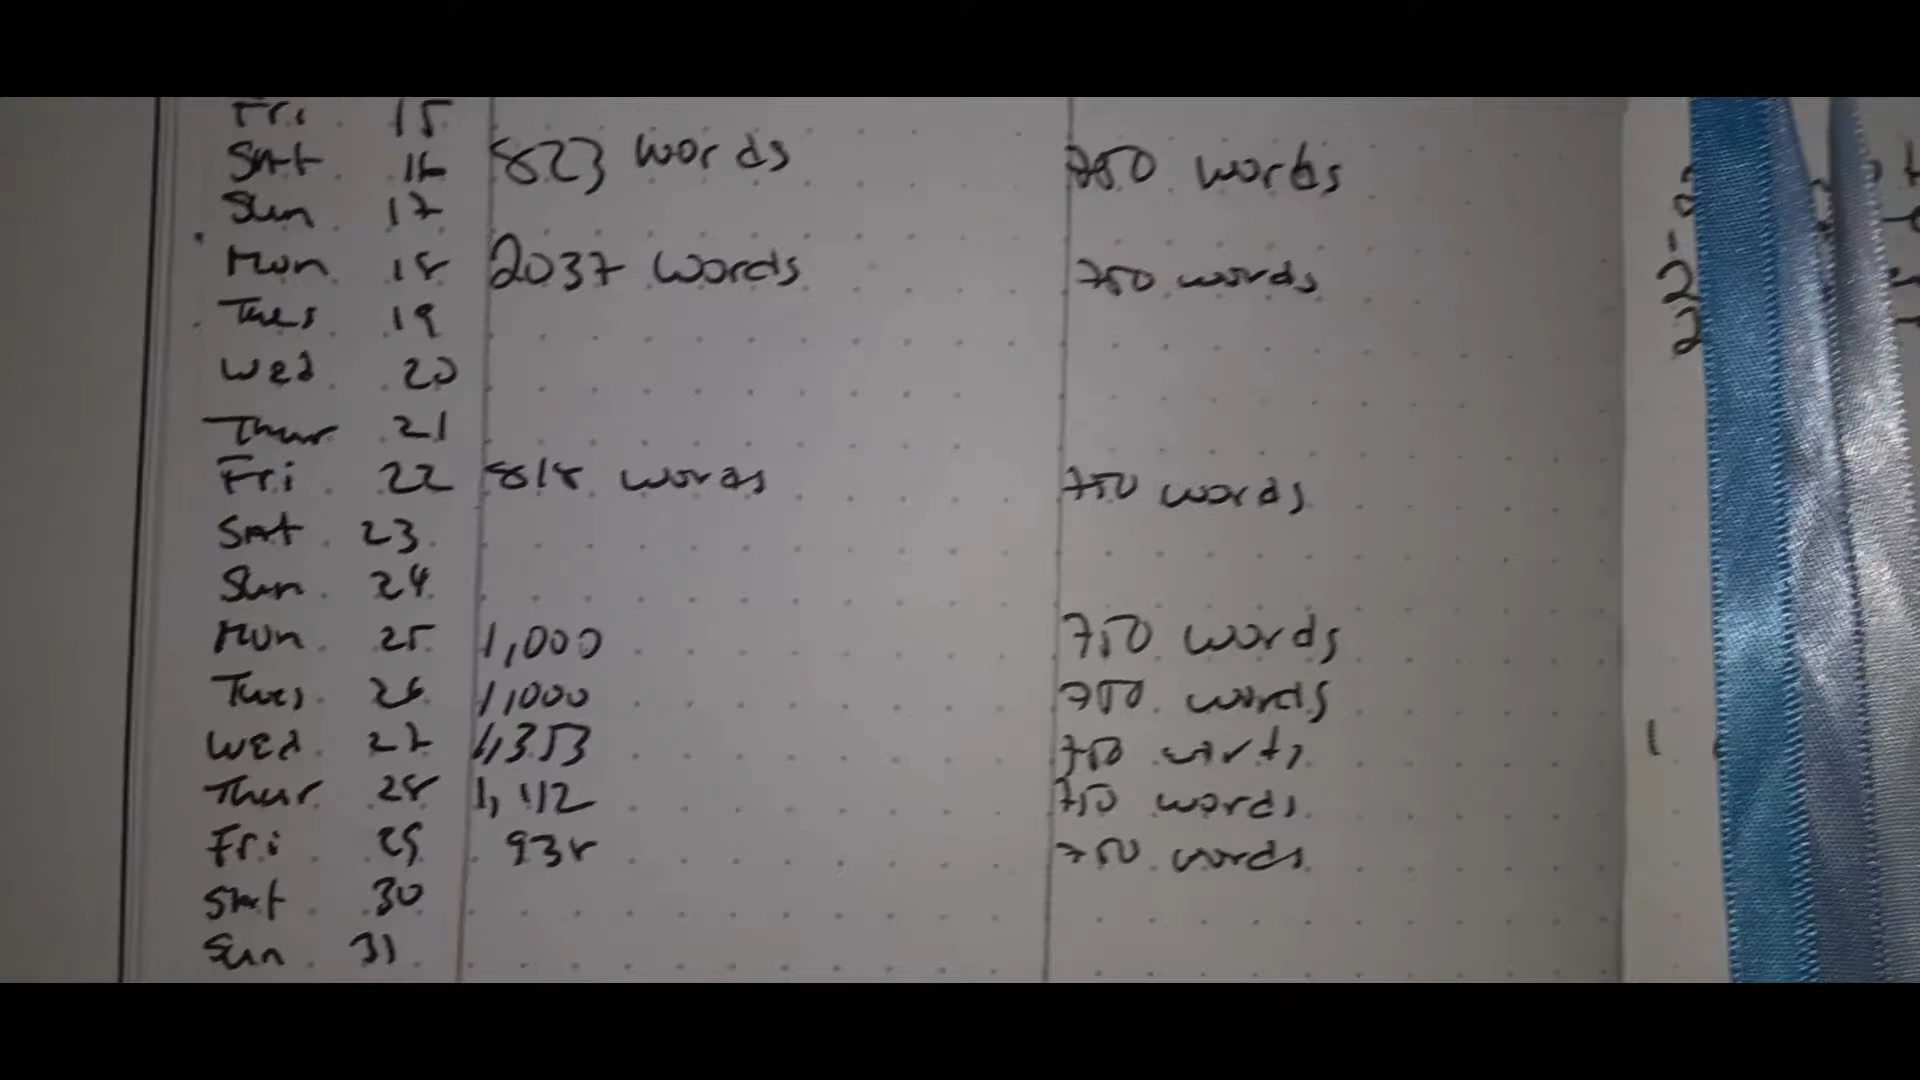 Fri 15
Sat 16 823 words 750 words
Sun 17
Mon 18 2037 words 750 words
Tues 19
Wed 20
Thur 21
Fri 22 818 words 750 words
Sat 23
Sun 24
Mon 25 1,000 750 words
Tues 26 1,000 750 words
Wed 27 1,353 750 words
Thur 28 1,112 750 words
Fri 29 938 750 words
Sat 30
Sun 31